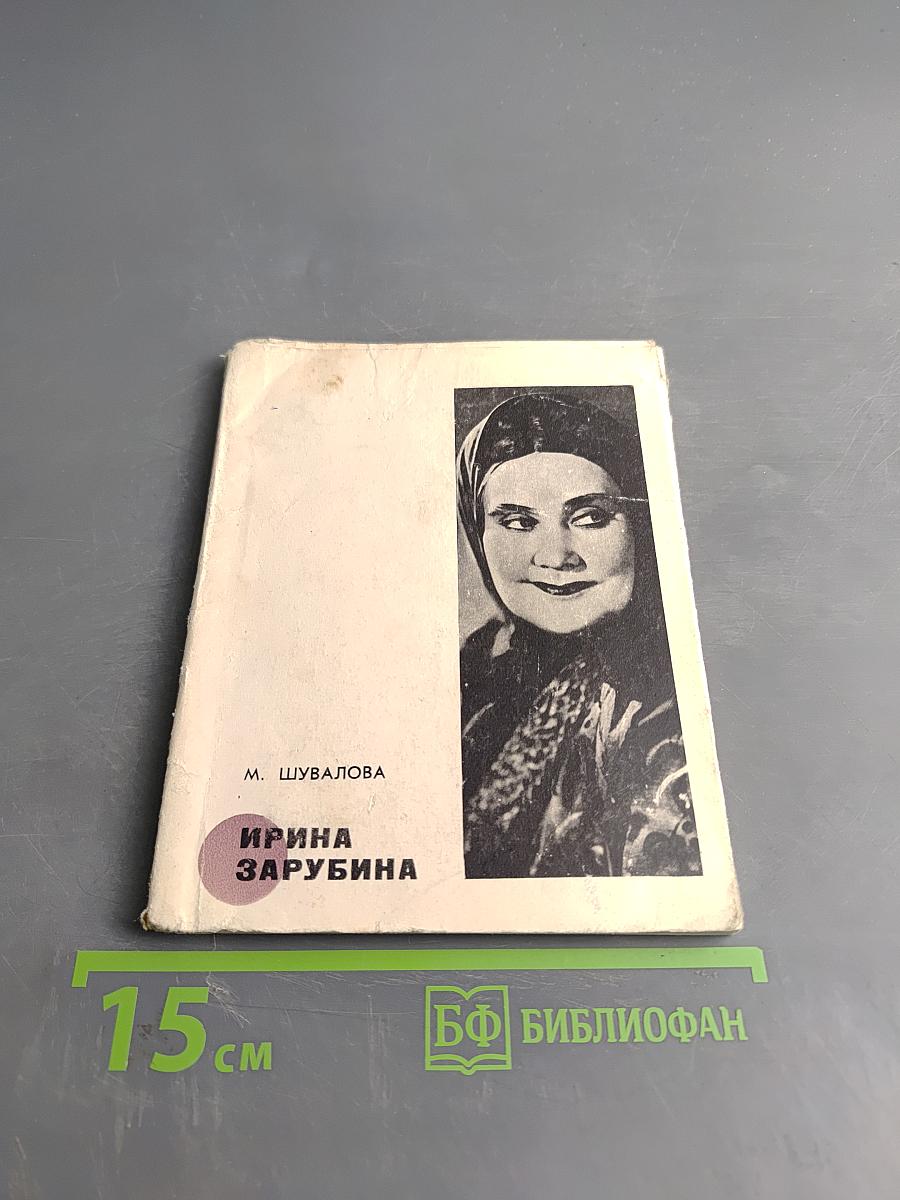 М. ШУВАЛОВА
ИРИНА
ЗАРУБИНА
15 см
БФ БИБЛИОФАН